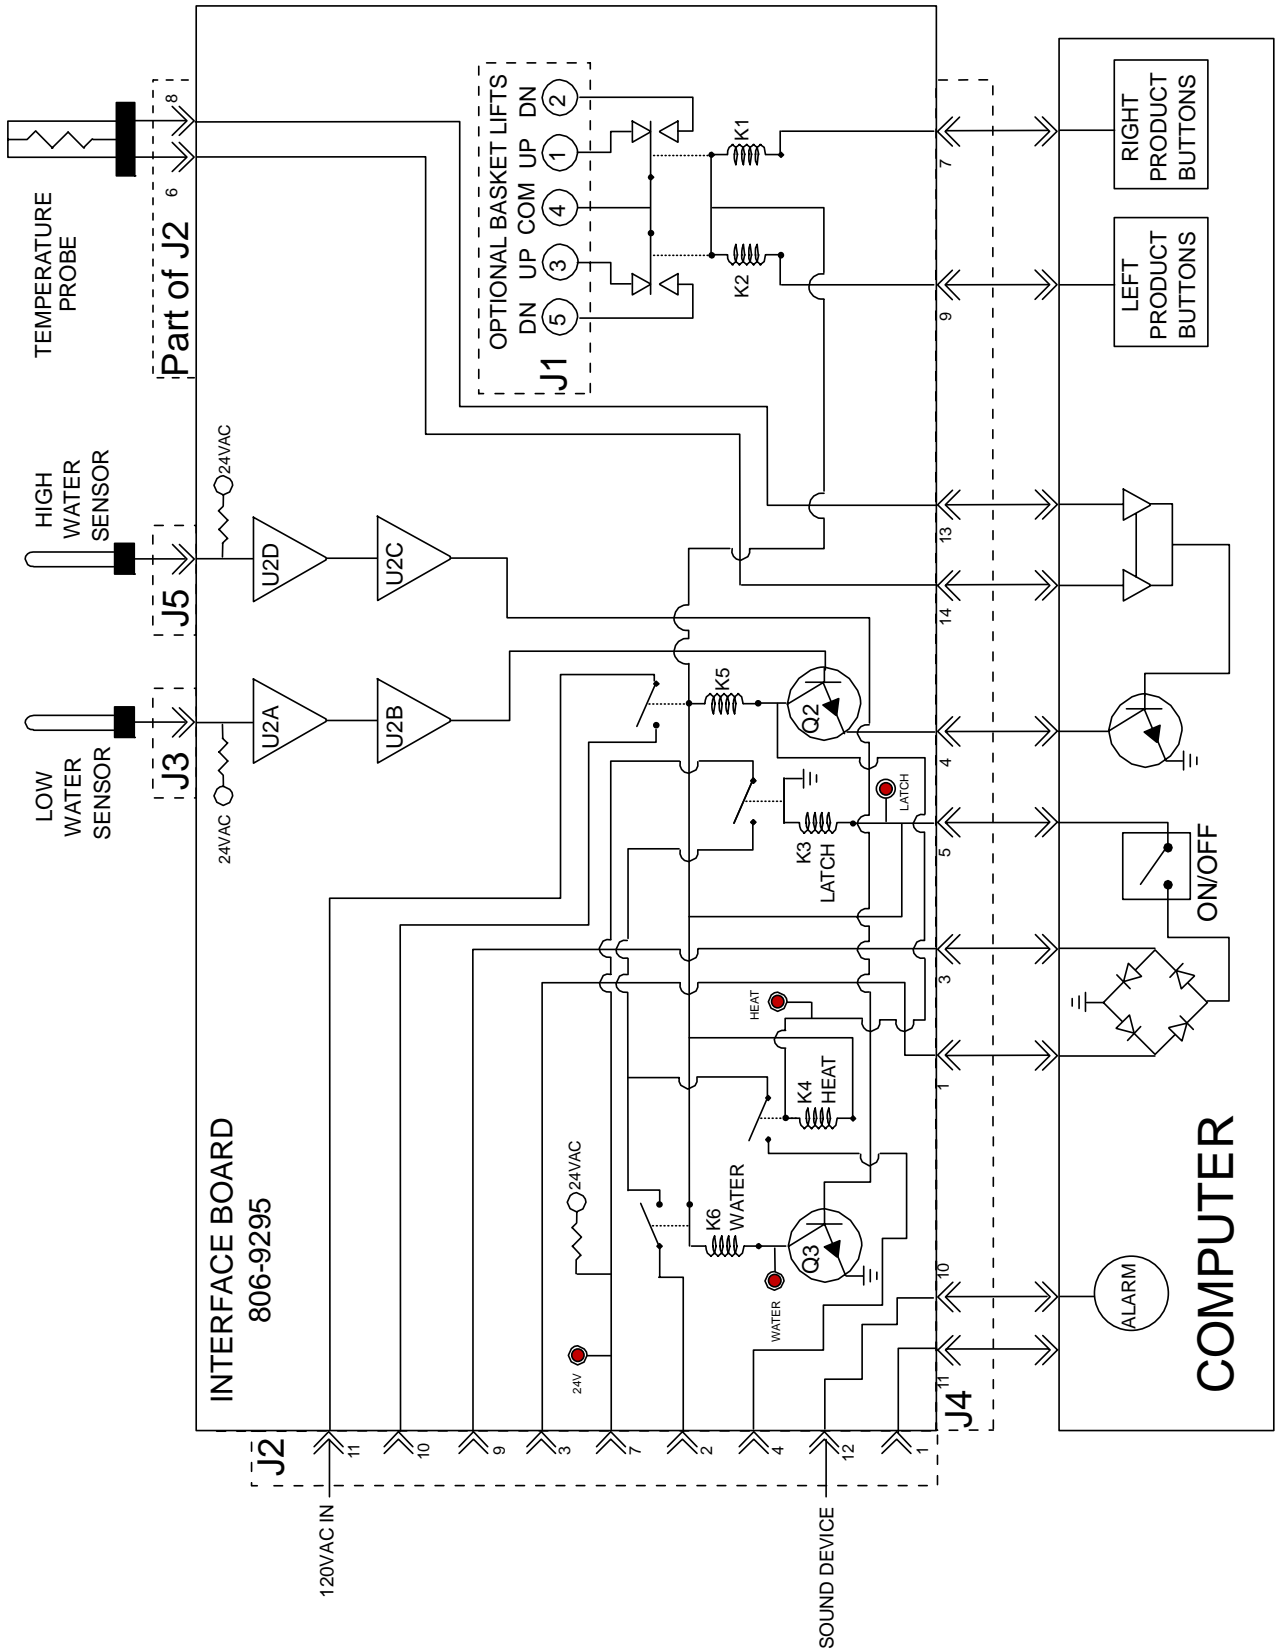 INTERFACE BOARD
806-9295
TEMPERATURE
PROBE
HIGH
WATER
SENSOR
LOW
WATER
SENSOR
Part of J2
6
8
J5
J3
24VAC
24VAC
U2D
U2C
U2A
U2B
OPTIONAL BASKET LIFTS
DN
UP
COM
UP
DN
5
3
4
1
2
J1
K2
K1
K5
Q2
K3
LATCH
LATCH
HEAT
K4
HEAT
K6
WATER
Q3
WATER
24VAC
24V
J2
11
10
9
3
7
2
4
12
1
120VAC IN
SOUND DEVICE
J4
11
10
1
3
5
4
14
13
9
7
COMPUTER
ALARM
ON/OFF
LEFT
PRODUCT
BUTTONS
RIGHT
PRODUCT
BUTTONS